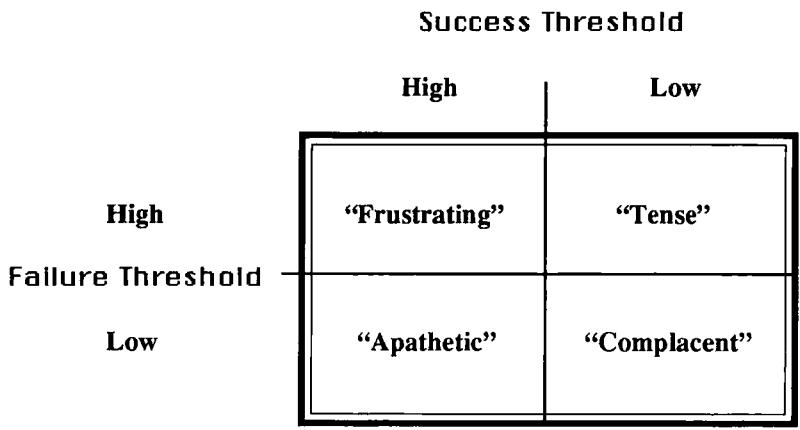 Success Threshold
High Low
High “Frustrating” “Tense”
Failure Threshold
Low “Apathetic” “Complacent”